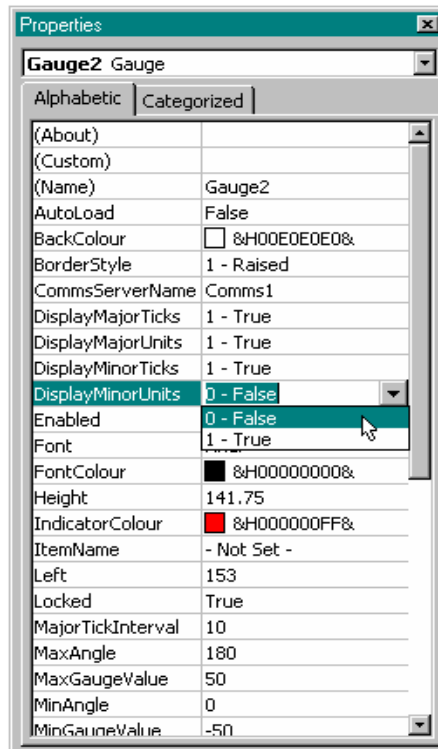 Properties
Gauge2 Gauge
Alphabetic Categorized
(About)
(Custom)
(Name) Gauge2
AutoLoad False
BackColour &H00E0E0E0&
BorderStyle 1 - Raised
CommsServerName Comms1
DisplayMajorTicks 1 - True
DisplayMajorUnits 1 - True
DisplayMinorTicks 1 - True
DisplayMinorUnits 0 - False
Enabled 0 - False
1 - True
Font
FontColour &H00000000&
Height 141.75
IndicatorColour &H000000FF&
ItemName - Not Set -
Left 153
Locked True
MajorTickInterval 10
MaxAngle 180
MaxGaugeValue 50
MinAngle 0
MinGaugeValue -50